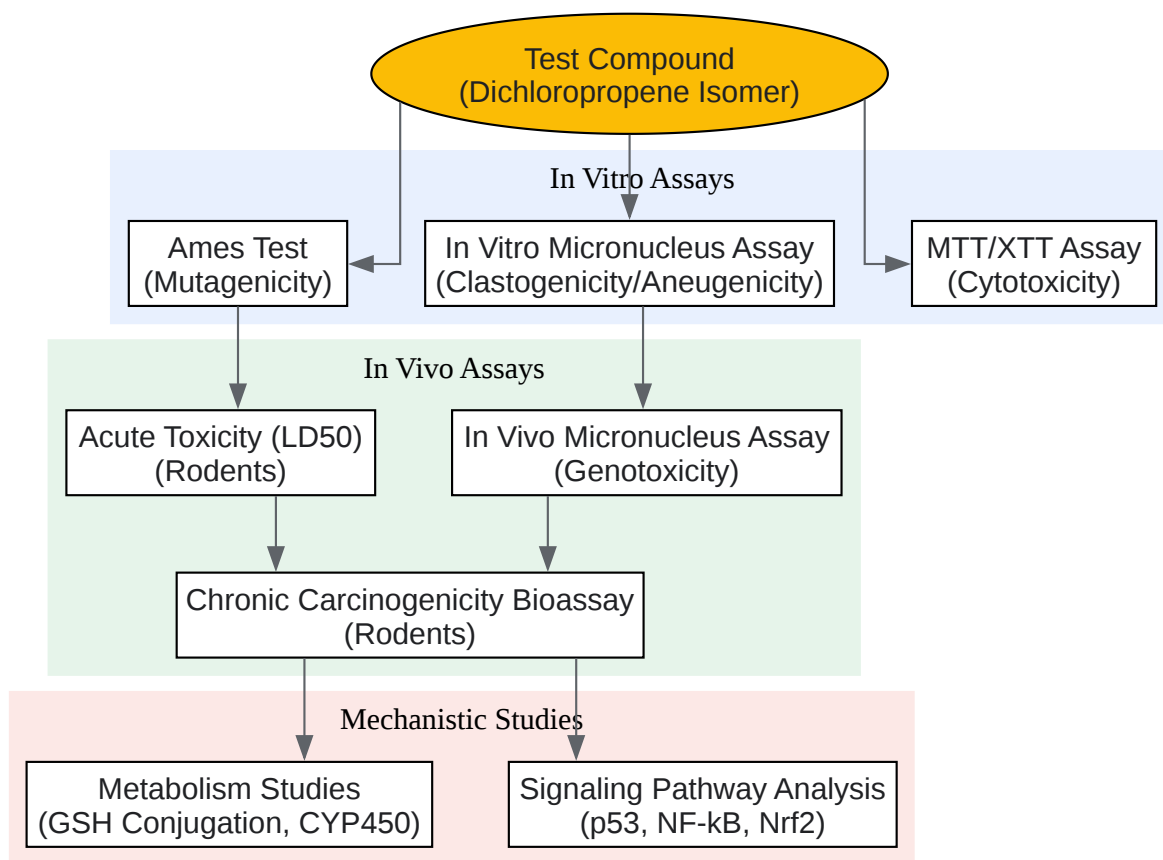 Test Compound
(Dichloropropene Isomer)
In Vitro Assays
Ames Test
(Mutagenicity)
In Vitro Micronucleus Assay
(Clastogenicity/Aneugenicity)
MTT/XTT Assay
(Cytotoxicity)
In Vivo Assays
Acute Toxicity (LD50)
(Rodents)
In Vivo Micronucleus Assay
(Genotoxicity)
Chronic Carcinogenicity Bioassay
(Rodents)
Mechanistic Studies
Metabolism Studies
(GSH Conjugation, CYP450)
Signaling Pathway Analysis
(p53, NF-kB, Nrf2)